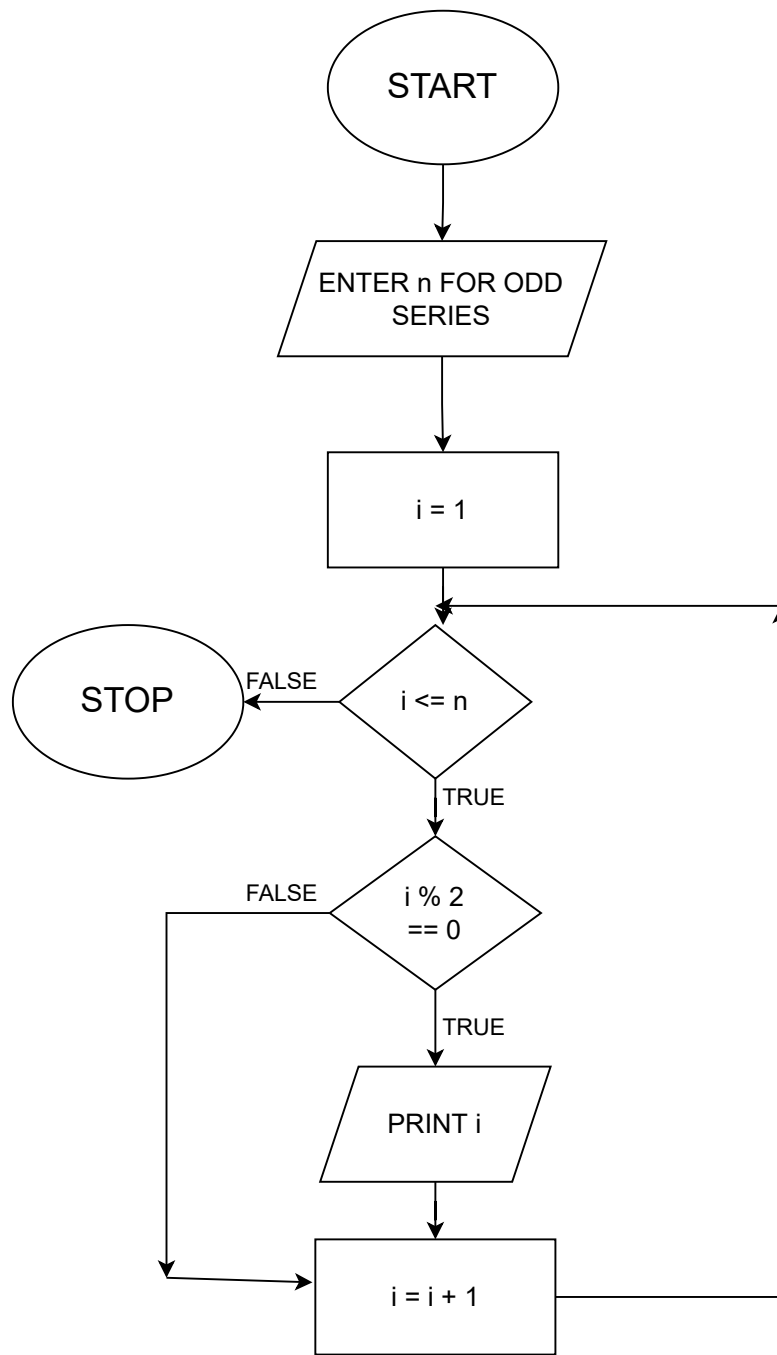 START
ENTER n FOR ODD
SERIES
i = 1
i <= n
FALSE
STOP
TRUE
i % 2
== 0
FALSE
TRUE
PRINT i
i = i + 1